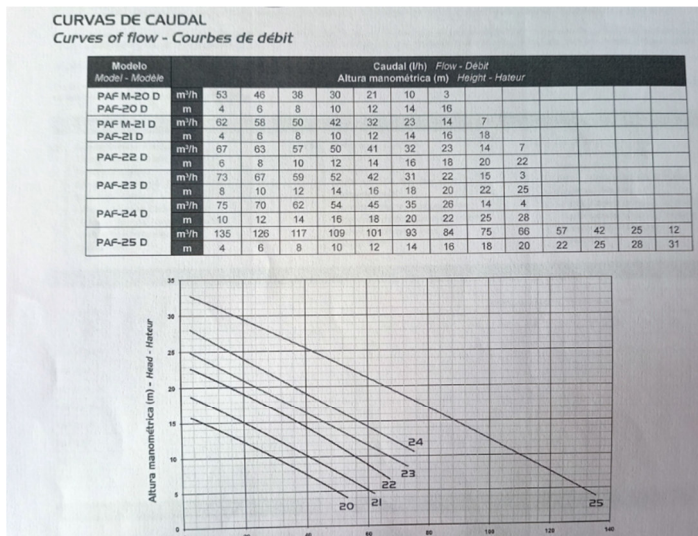 CURVAS DE CAUDAL
Curves of flow - Courbes de débit
Modelo Caudal (l/h) Flow - Débit
Model - Modèle Altura manométrica (m) Height - Hateur
PAF M-20 D m³/h 53 46 38 30 21 10 3
PAF-20 D m 4 6 8 10 12 14 16
PAF M-21 D m³/h 62 58 50 42 32 23 14 7
PAF-21 D m 4 6 8 10 12 14 16 18
PAF-22 D m³/h 67 63 57 50 41 32 23 14 7
m 6 8 10 12 14 16 18 20 22
PAF-23 D m³/h 73 67 59 52 42 31 22 15 3
m 8 10 12 14 16 18 20 22 25
PAF-24 D m³/h 75 70 62 54 45 35 26 14 4
m 10 12 14 16 18 20 22 25 28
PAF-25 D m³/h 135 126 117 109 101 93 84 75 66 57 42 25 12
m 4 6 8 10 12 14 16 18 20 22 25 28 31
Altura manométrica (m) - Head - Hateur
35
30
25
20
15
10
5
0
24
23
22
21
20
25
80
100
120
140